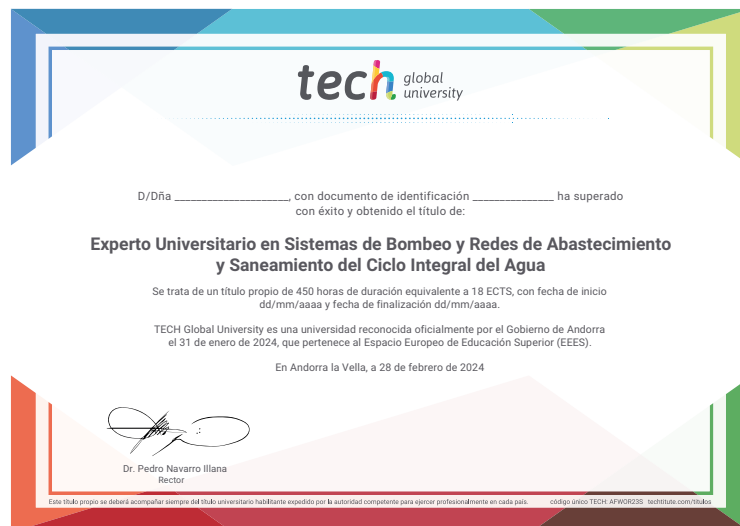 tech global
university
D/Dña ______________________, con documento de identificación ________________ ha superado
con éxito y obtenido el título de:
Experto Universitario en Sistemas de Bombeo y Redes de Abastecimiento
y Saneamiento del Ciclo Integral del Agua
Se trata de un título propio de 450 horas de duración equivalente a 18 ECTS, con fecha de inicio
dd/mm/aaaa y fecha de finalización dd/mm/aaaa.
TECH Global University es una universidad reconocida oficialmente por el Gobierno de Andorra
el 31 de enero de 2024, que pertenece al Espacio Europeo de Educación Superior (EEES).
En Andorra la Vella, a 28 de febrero de 2024
Dr. Pedro Navarro Illana
Rector
Este título propio se deberá acompañar siempre del título universitario habilitante expedido por la autoridad competente para ejercer profesionalmente en cada país. código único TECH: AFWOR23S techtitute.com/titulos